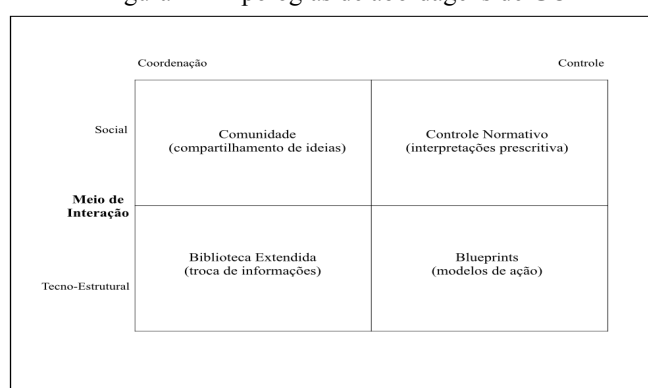 Coordenação Controle
Social
Comunidade
(compartilhamento de ideias)
Controle Normativo
(interpretações prescritiva)
Meio de
Interação
Biblioteca Extendida
(troca de informações)
Blueprints
(modelos de ação)
Tecno-Estrutural